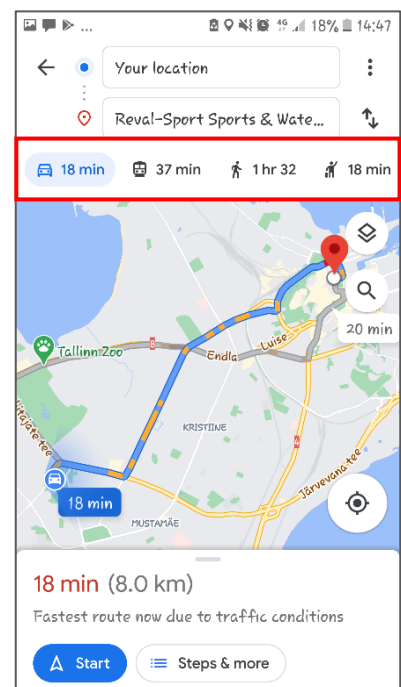 ... 4G 18% 14:47
Your location
Reval-Sport Sports & Wate...
18 min 37 min 1 hr 32 18 min
20 min
Tallinn Zoo
Endla
Luise
KRISTIINE
Järvevana tee
18 min
MUSTAMÄE
18 min (8.0 km)
Fastest route now due to traffic conditions
Start Steps & more